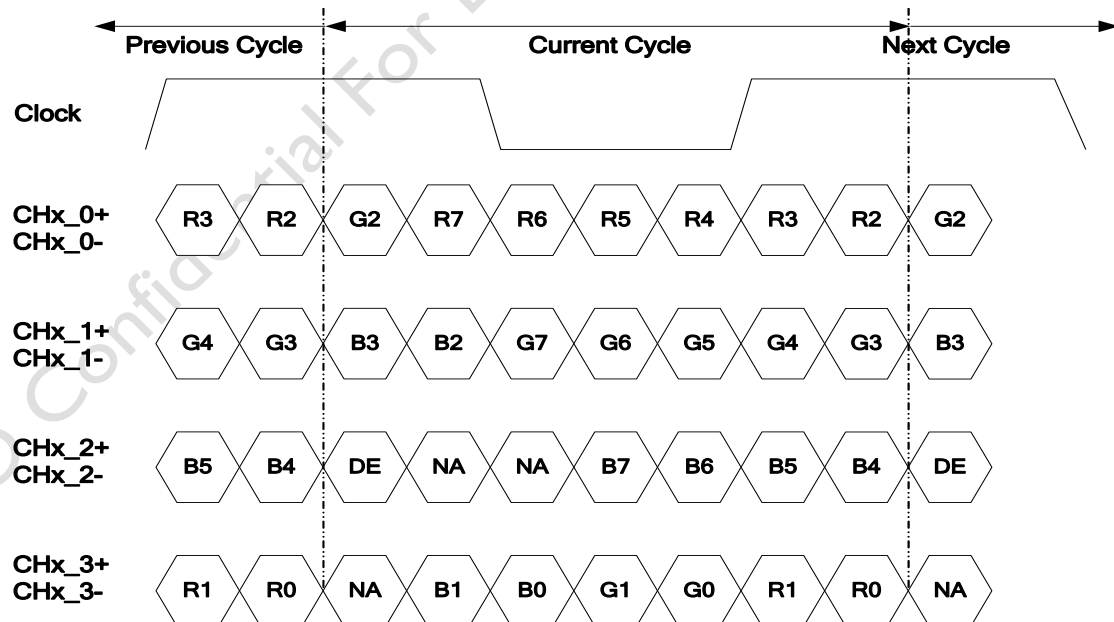 Previous Cycle Current Cycle Next Cycle
Clock
CHx_0+
CHx_0-
R3 R2 G2 R7 R6 R5 R4 R3 R2 G2
CHx_1+
CHx_1-
G4 G3 B3 B2 G7 G6 G5 G4 G3 B3
CHx_2+
CHx_2-
B5 B4 DE NA NA B7 B6 B5 B4 DE
CHx_3+
CHx_3-
R1 R0 NA B1 B0 G1 G0 R1 R0 NA
Confidential For